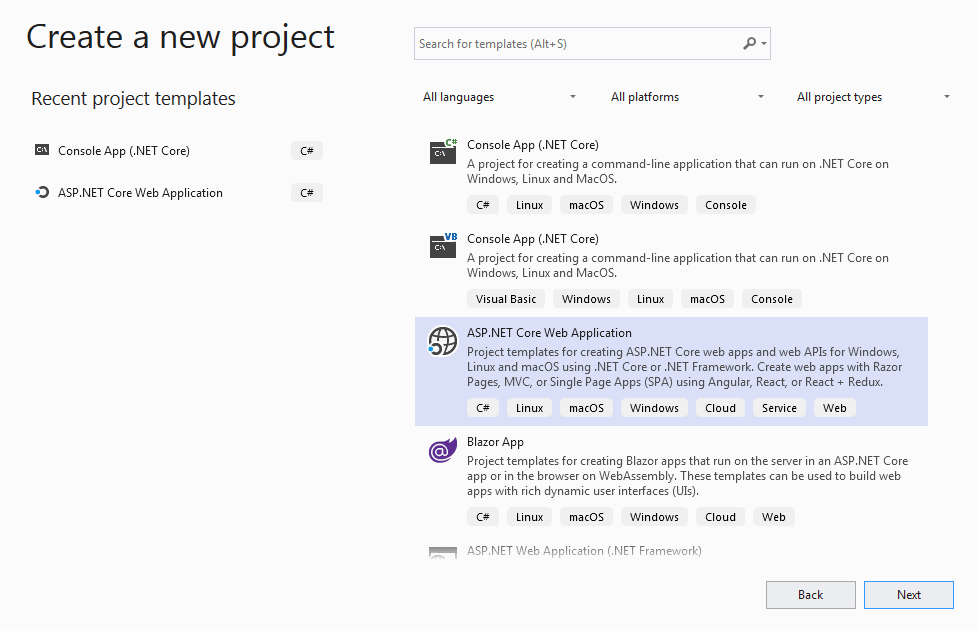 Create a new project
Search for templates (Alt+S)
Recent project templates
All languages
All platforms
All project types
C:\
Console App (.NET Core)
C#
ASP.NET Core Web Application
C#
C#
C:\
Console App (.NET Core)
A project for creating a command-line application that can run on .NET Core on
Windows, Linux and MacOS.
C# Linux macOS Windows Console
VB
C:\
Console App (.NET Core)
A project for creating a command-line application that can run on .NET Core on
Windows, Linux and MacOS.
Visual Basic Windows Linux macOS Console
ASP.NET Core Web Application
Project templates for creating ASP.NET Core web apps and web APIs for Windows,
Linux and macOS using .NET Core or .NET Framework. Create web apps with Razor
Pages, MVC, or Single Page Apps (SPA) using Angular, React, or React + Redux.
C# Linux macOS Windows Cloud Service Web
@
Blazor App
Project templates for creating Blazor apps that run on the server in an ASP.NET Core
app or in the browser on WebAssembly. These templates can be used to build web
apps with rich dynamic user interfaces (UIs).
C# Linux macOS Windows Cloud Web
ASP.NET Web Application (.NET Framework)
Back
Next